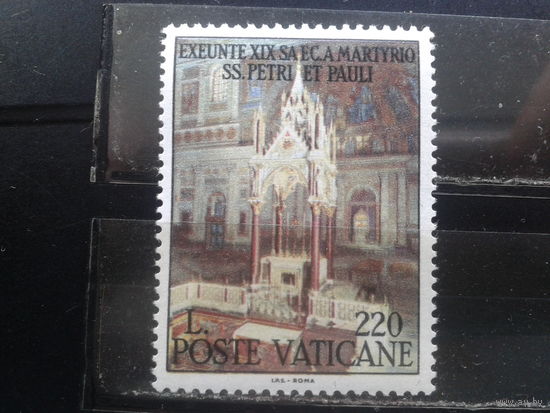 EXEUNTE XIX SAEC. A MARTYRIO
SS. PETRI ET PAULI
L. 220
POSTE VATICANE
I.P.S. - ROMA